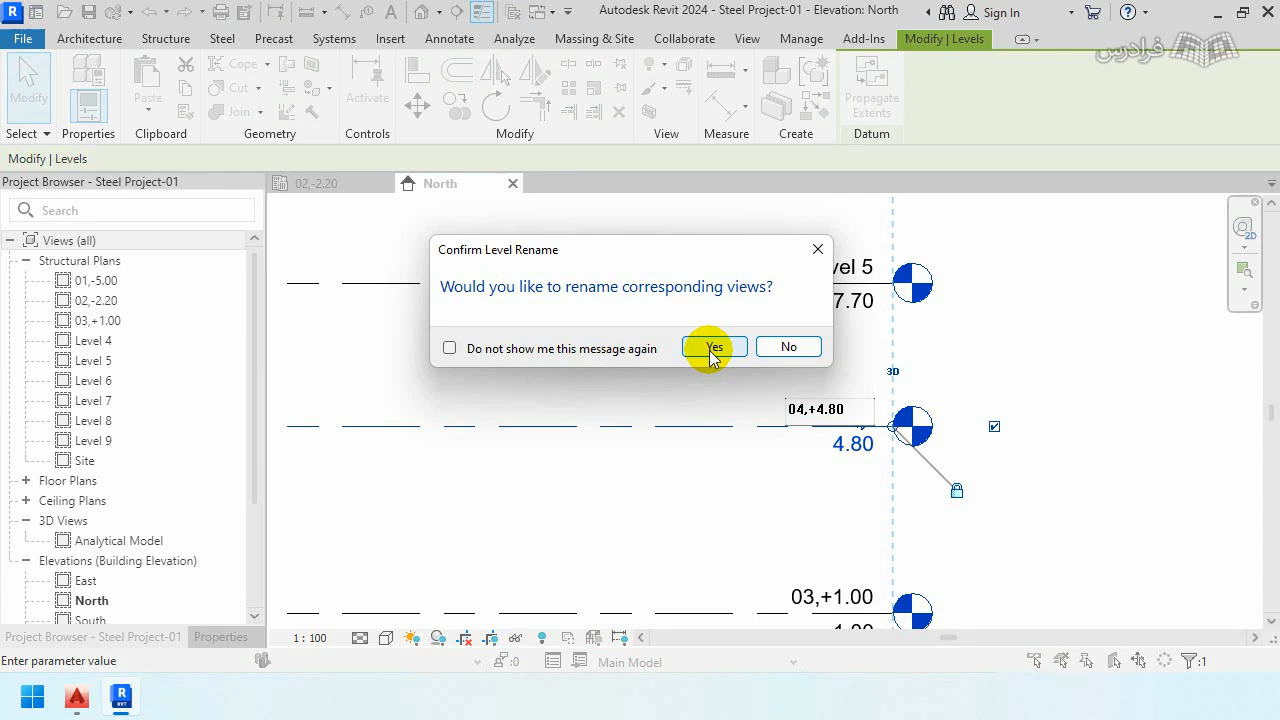 Autodesk Revit 2024 - Steel Project-01 - Elevation: North
Sign In
File Architecture Structure Steel Precast Systems Insert Annotate Analyze Massing & Site Collaborate View Manage Add-Ins Modify | Levels
فرادرس
Modify
Paste
Cope
Cut
Join
Activate
Propagate Extents
Select Properties Clipboard Geometry Controls Modify View Measure Create Datum
Modify | Levels
Project Browser - Steel Project-01
02,-2.20
North
Search
Views (all)
Structural Plans
01,-5.00
02,-2.20
03,+1.00
Level 4
Level 5
Level 6
Level 7
Level 8
Level 9
Site
Floor Plans
Ceiling Plans
3D Views
Analytical Model
Elevations (Building Elevation)
East
North
South
Confirm Level Rename
Would you like to rename corresponding views?
Do not show me this message again
Yes
No
vel 5
7.70
3D
04,+4.80
4.80
03,+1.00
1.00
2D
Project Browser - Steel Project-01
Properties
1 : 100
Enter parameter value
:0
Main Model
:1
R
RVT